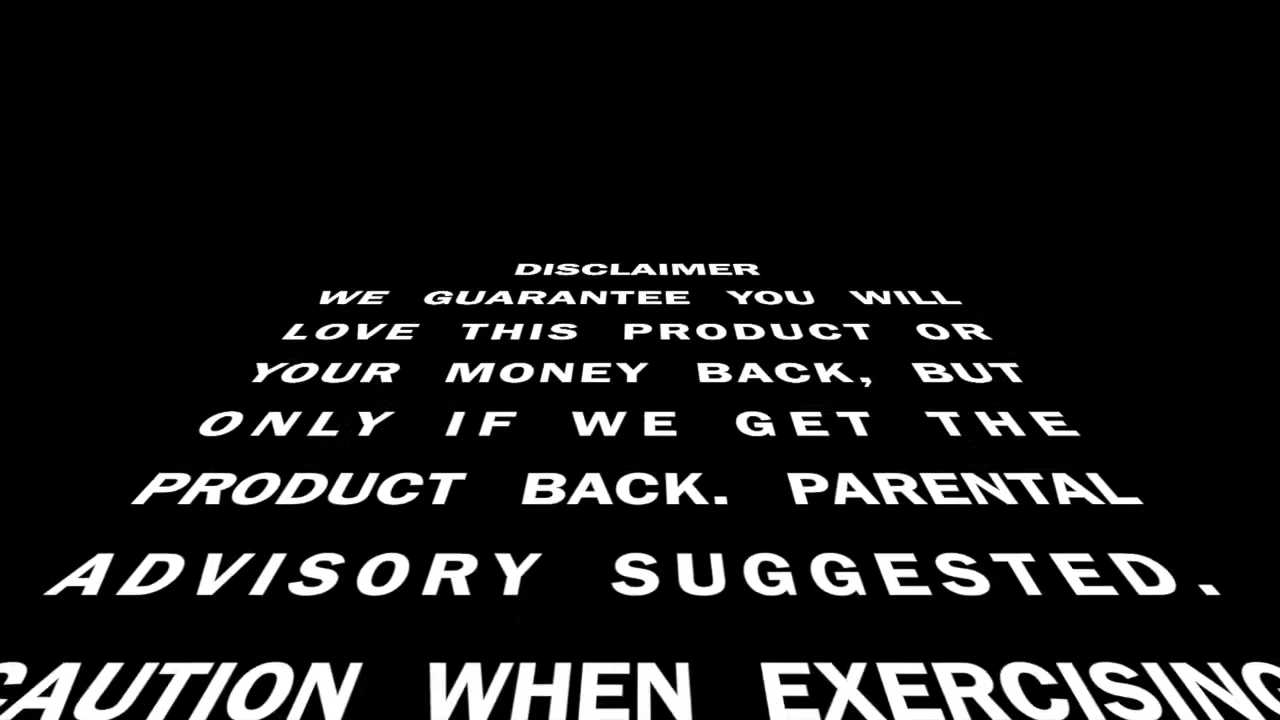 DISCLAIMER
WE GUARANTEE YOU WILL
LOVE THIS PRODUCT OR
YOUR MONEY BACK, BUT
ONLY IF WE GET THE
PRODUCT BACK. PARENTAL
ADVISORY SUGGESTED.
CAUTION WHEN EXERCISING